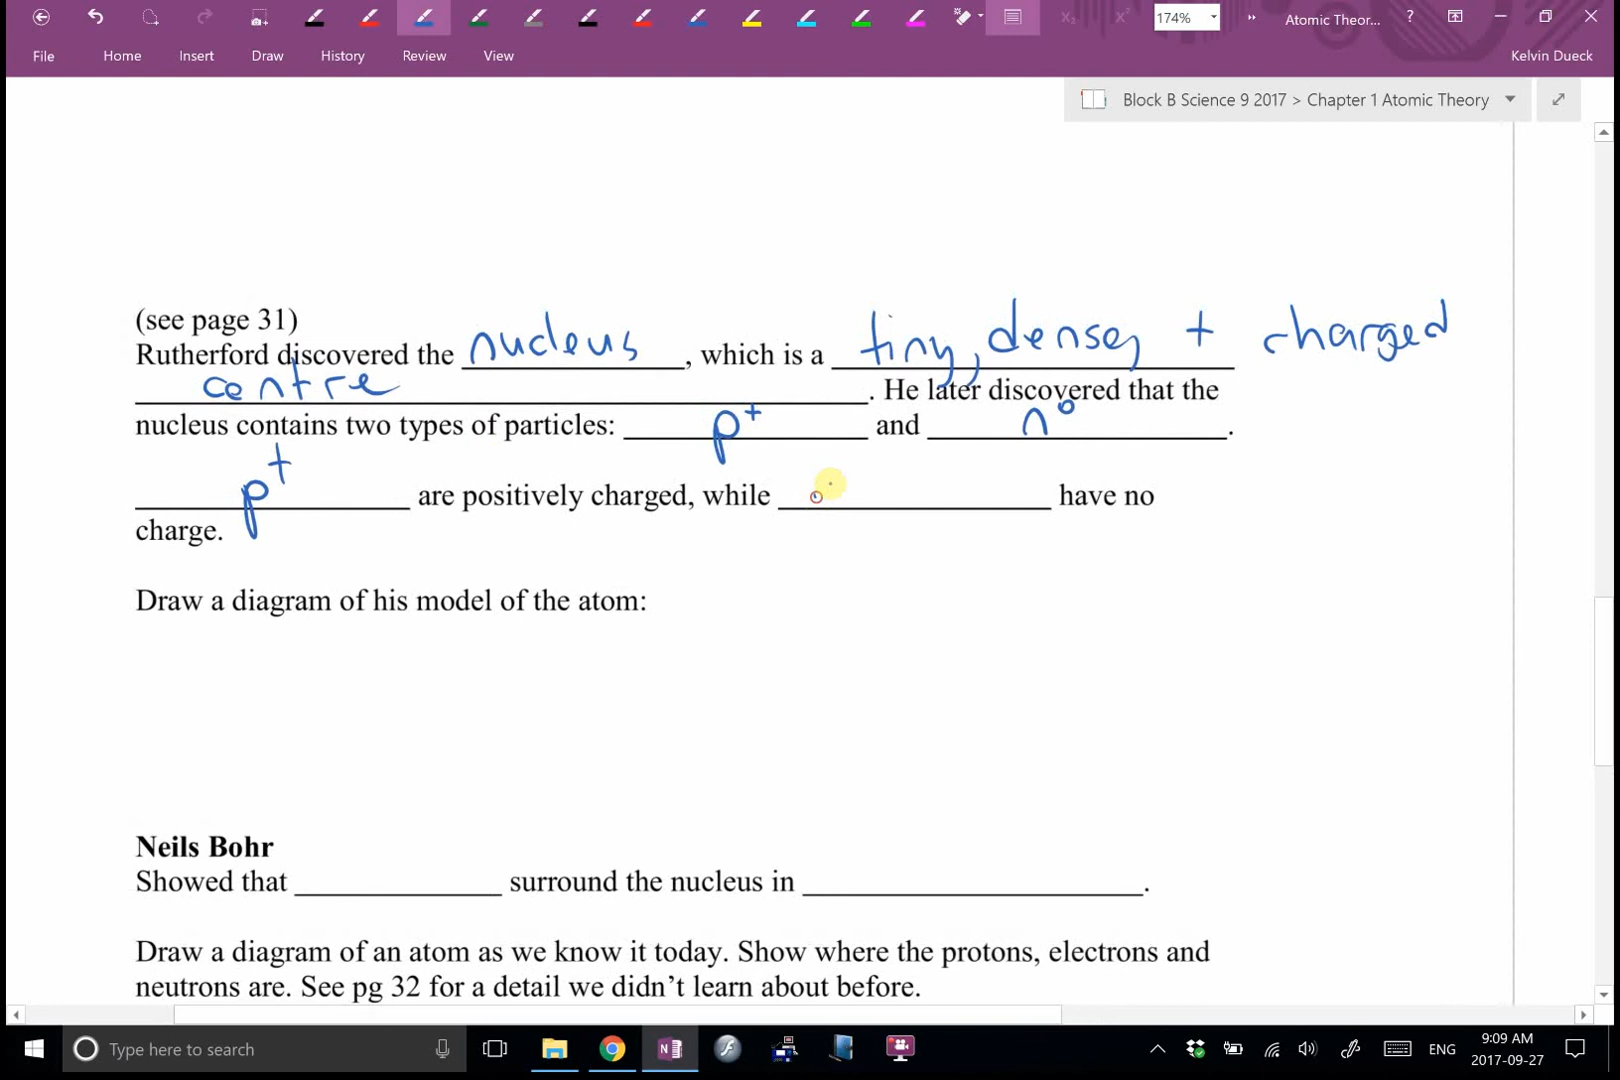 174%
Atomic Theor...
?
File Home Insert Draw History Review View
Kelvin Dueck
Block B Science 9 2017 > Chapter 1 Atomic Theory
(see page 31)
Rutherford discovered the nucleus, which is a tiny, dense, + charged
centre. He later discovered that the
nucleus contains two types of particles: p⁺ and n⁰.
p⁺ are positively charged, while ____ have no
charge.
Draw a diagram of his model of the atom:
Neils Bohr
Showed that ____ surround the nucleus in ____.
Draw a diagram of an atom as we know it today. Show where the protons, electrons and
neutrons are. See pg 32 for a detail we didn't learn about before.
Type here to search
ENG
9:09 AM
2017-09-27